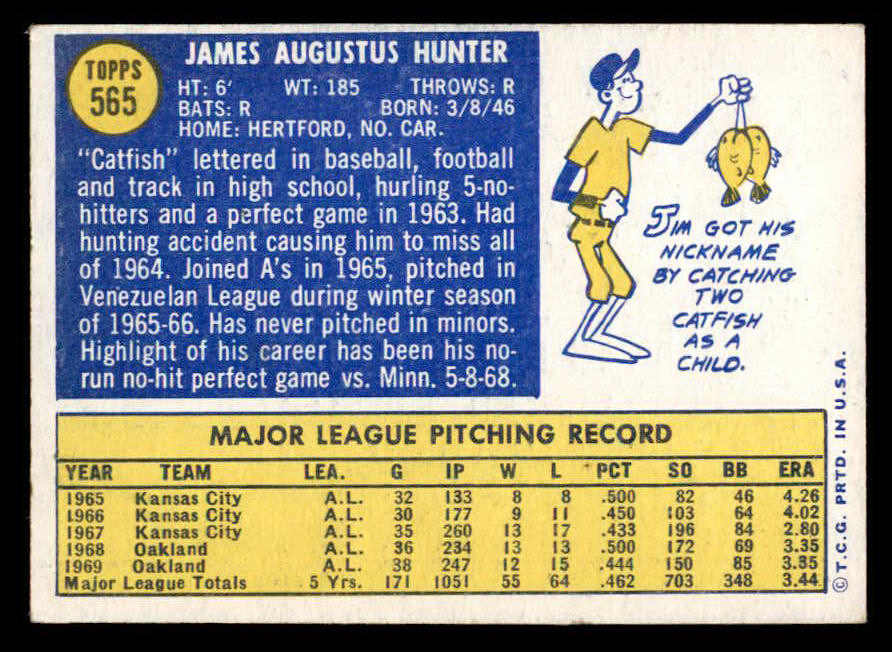 TOPPS
565
JAMES AUGUSTUS HUNTER
HT: 6' WT: 185 THROWS: R
BATS: R BORN: 3/8/46
HOME: HERTFORD, NO. CAR.
"Catfish" lettered in baseball, football
and track in high school, hurling 5-no-
hitters and a perfect game in 1963. Had
hunting accident causing him to miss all
of 1964. Joined A's in 1965, pitched in
Venezuelan League during winter season
of 1965-66. Has never pitched in minors.
Highlight of his career has been his no-
run no-hit perfect game vs. Minn. 5-8-68.
JIM GOT HIS
NICKNAME
BY CATCHING
TWO
CATFISH
AS A
CHILD.
MAJOR LEAGUE PITCHING RECORD
YEAR TEAM LEA. G IP W L PCT SO BB ERA
1965 Kansas City A.L. 32 133 8 8 .500 82 46 4.26
1966 Kansas City A.L. 30 177 9 11 .450 103 64 4.02
1967 Kansas City A.L. 35 260 13 17 .433 196 84 2.80
1968 Oakland A.L. 36 234 13 13 .500 172 69 3.35
1969 Oakland A.L. 38 247 12 15 .444 150 85 3.35
Major League Totals 5 Yrs. 171 1051 55 64 .462 703 348 3.44
© T.C.G. PRTD. IN U.S.A.